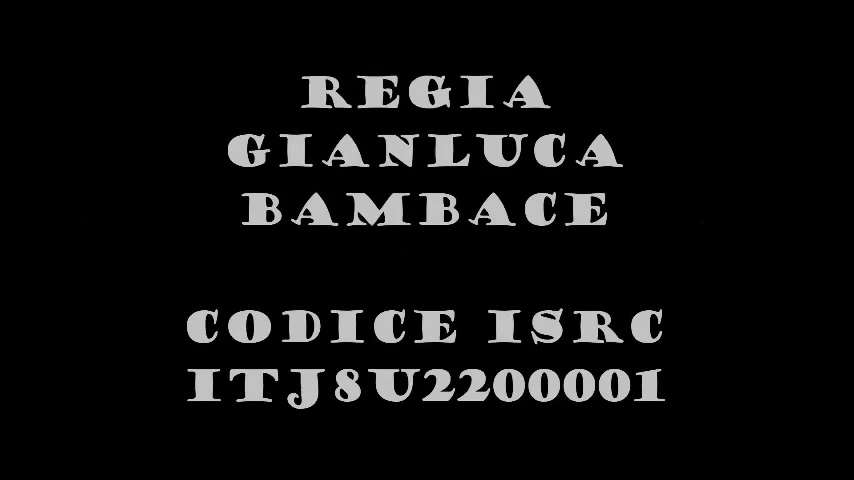 REGIA
GIANLUCA
BAMBACE
CODICE ISRC
ITJ8U2200001